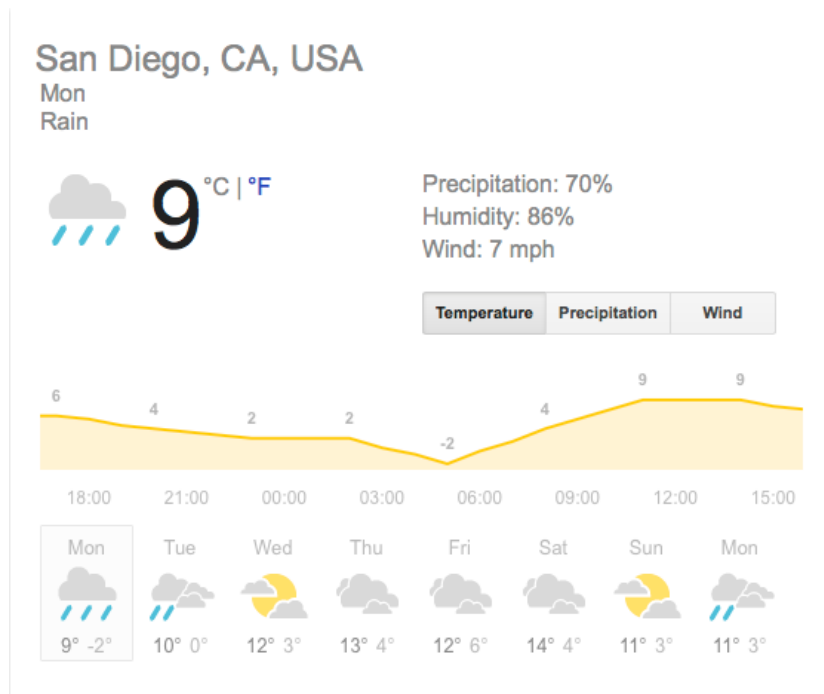 San Diego, CA, USA
Mon
Rain
9 °C | °F
Precipitation: 70%
Humidity: 86%
Wind: 7 mph
Temperature Precipitation Wind
6 4 2 2 -2 4 9 9
18:00 21:00 00:00 03:00 06:00 09:00 12:00 15:00
Mon Tue Wed Thu Fri Sat Sun Mon
9° -2° 10° 0° 12° 3° 13° 4° 12° 6° 14° 4° 11° 3° 11° 3°